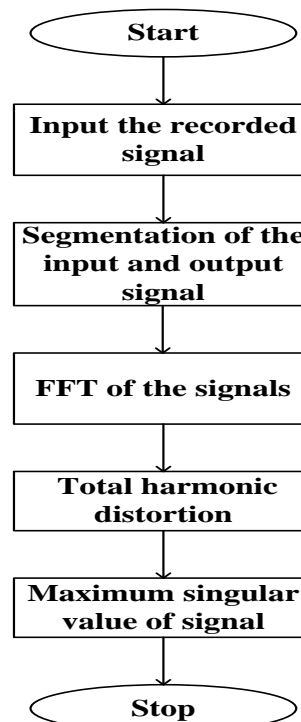 Start
Input the recorded
signal
Segmentation of the
input and output
signal
FFT of the signals
Total harmonic
distortion
Maximum singular
value of signal
Stop